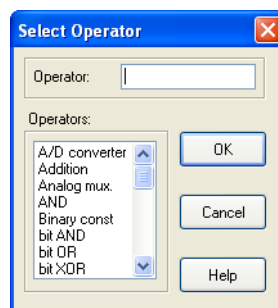 Select Operator
Operator:
Operators:
A/D converter
Addition
Analog mux.
AND
Binary const
bit AND
bit OR
bit XOR
OK
Cancel
Help